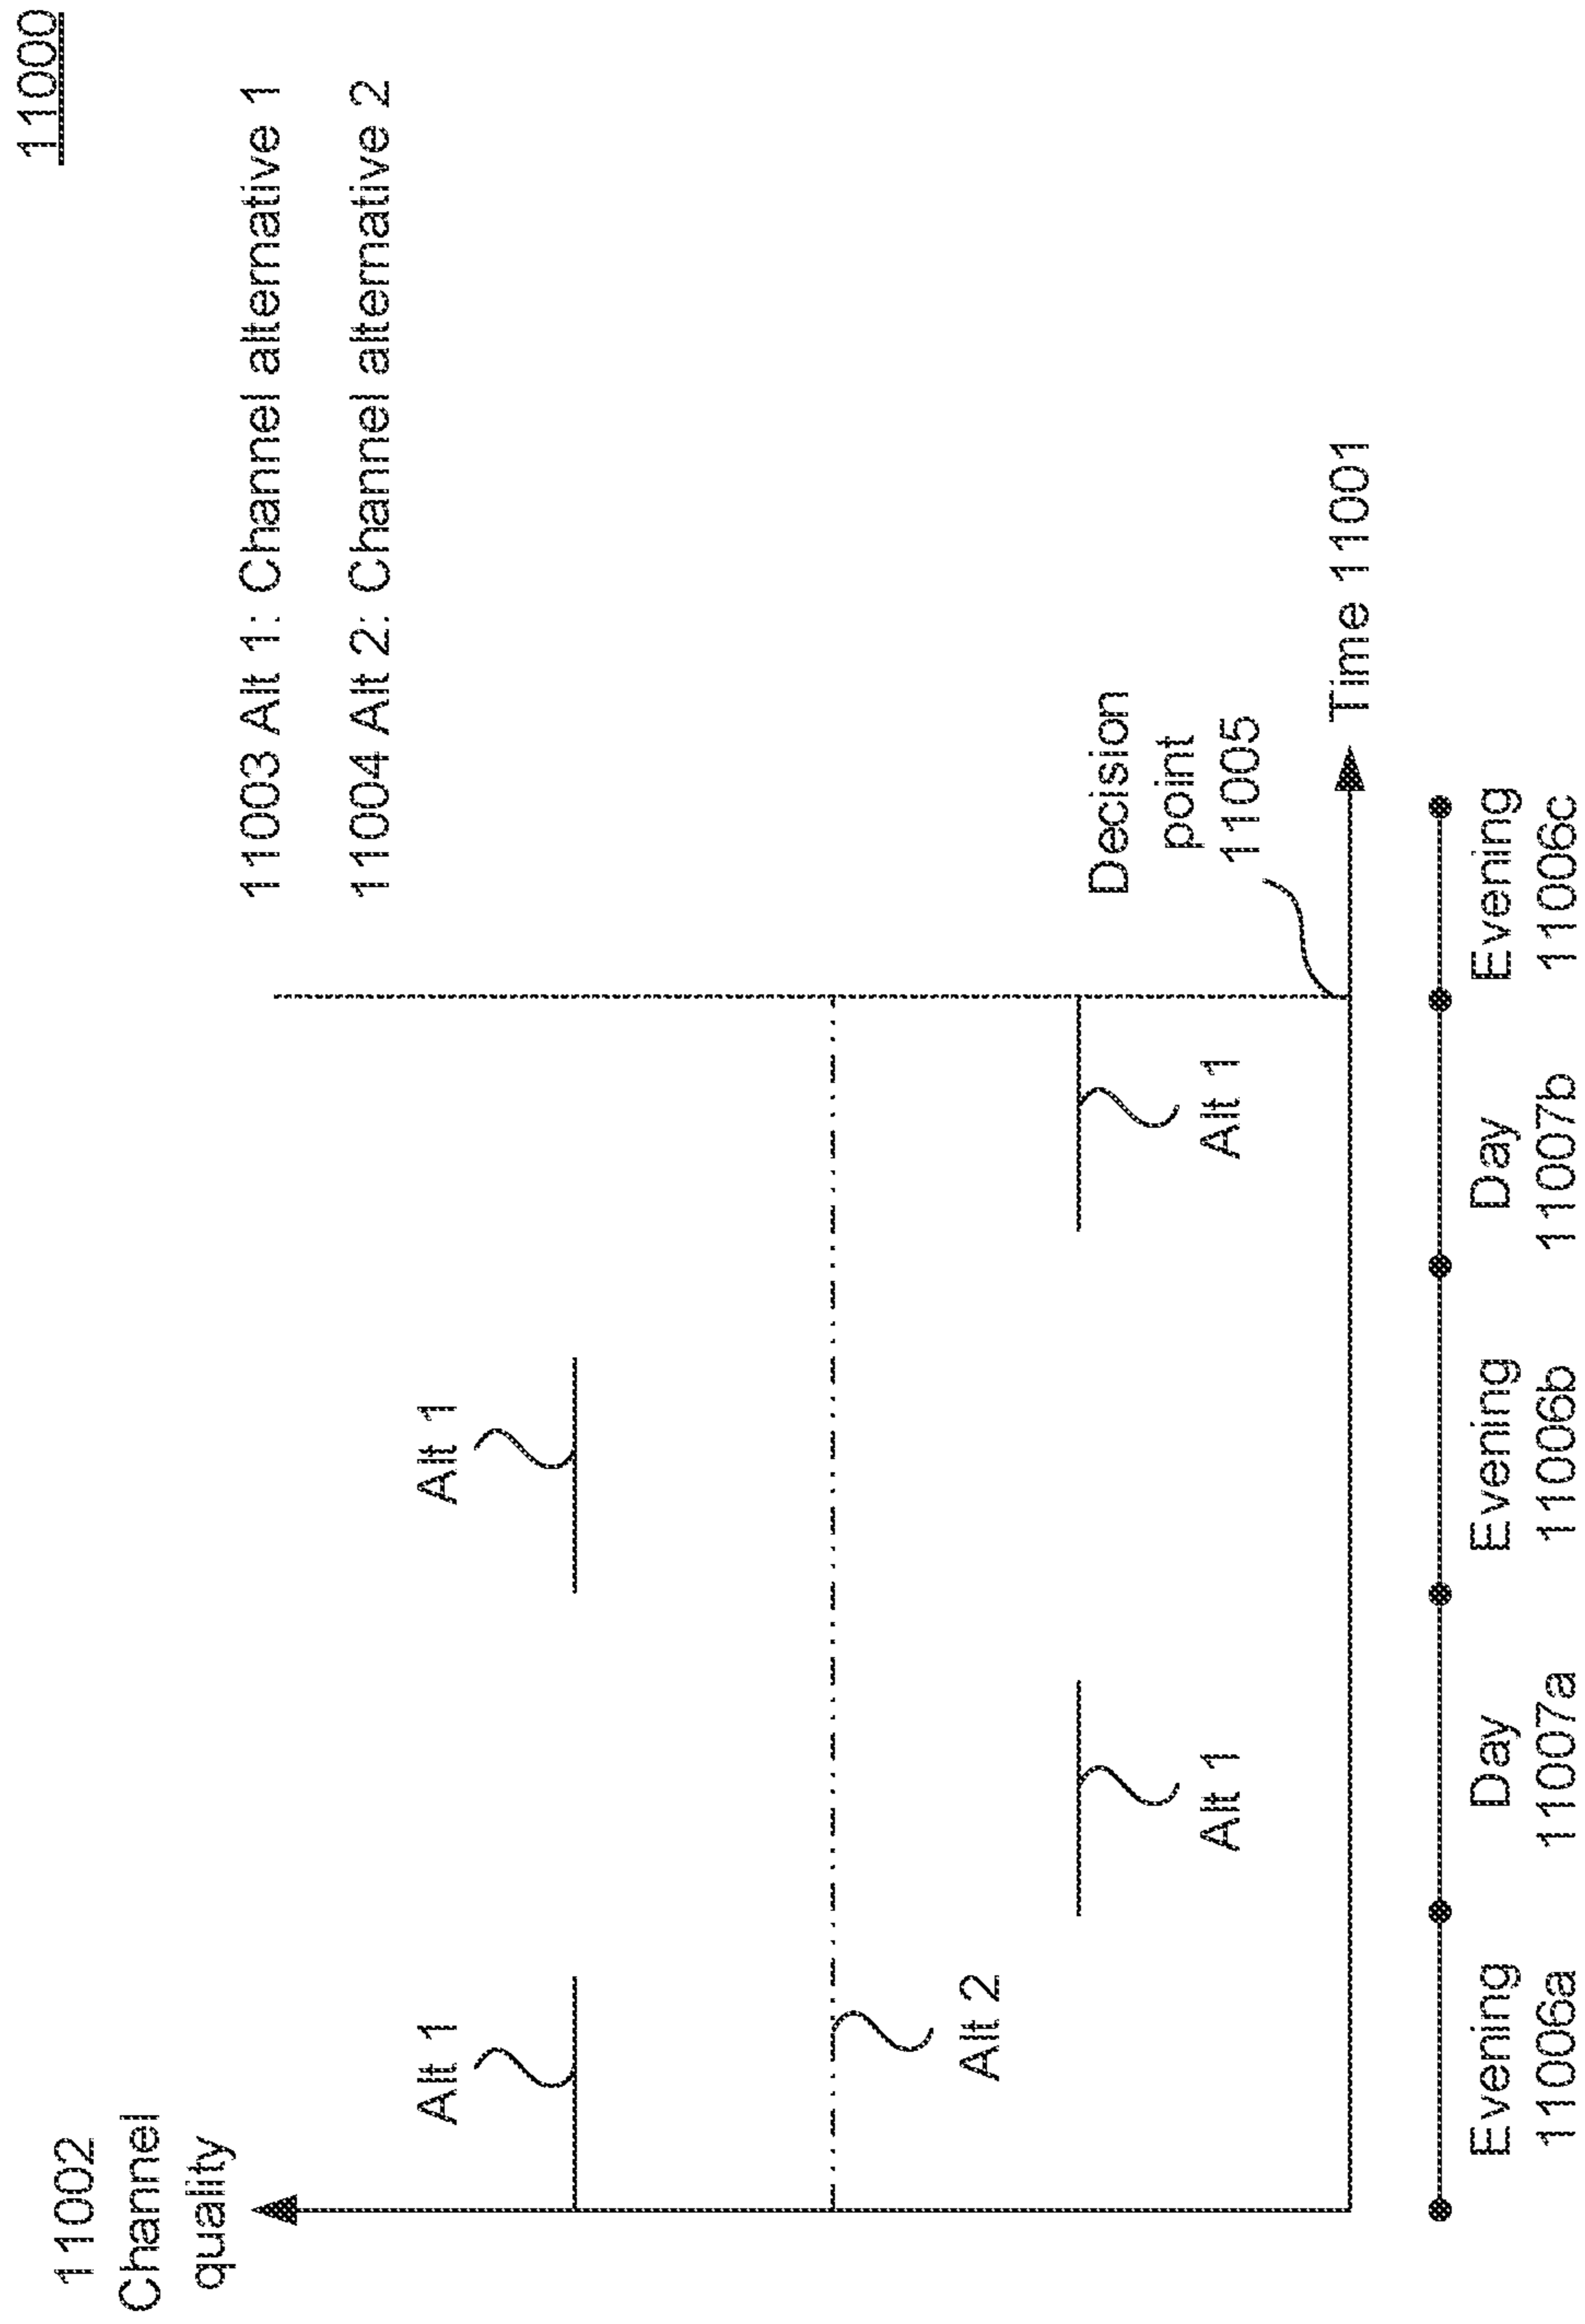 11000
11002
Channel
quality
11003 Alt 1: Channel alternative 1
11004 Alt 2: Channel alternative 2
Alt 1
Alt 1
Alt 2
Alt 1
Alt 1
Decision
point
11005
Time 11001
Evening
11006a
Day
11007a
Evening
11006b
Day
11007b
Evening
11006c